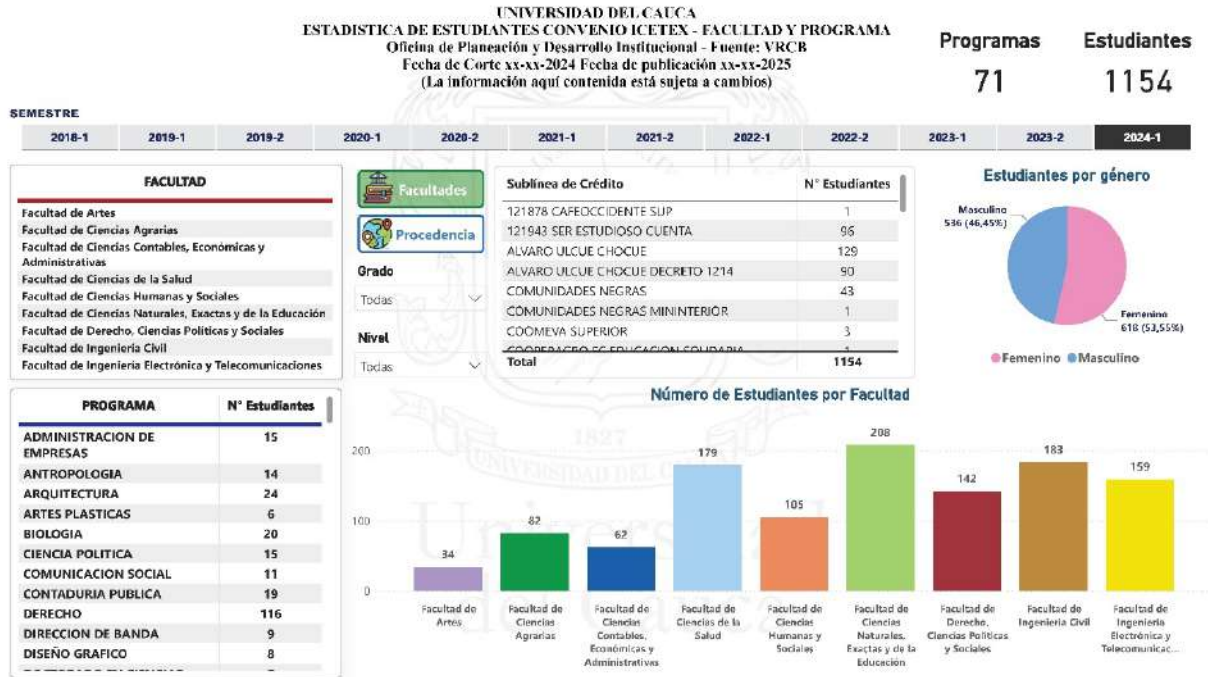 UNIVERSIDAD DEL CAUCA
ESTADISTICA DE ESTUDIANTES CONVENIO ICETEX - FACULTAD Y PROGRAMA
Oficina de Planeación y Desarrollo Institucional - Fuente: VRCB
Fecha de Corte xx-xx-2024 Fecha de publicación xx-xx-2025
(La información aquí contenida está sujeta a cambios)
Programas
71
Estudiantes
1154
SEMESTRE
2018-1 2019-1 2019-2 2020-1 2020-2 2021-1 2021-2 2022-1 2022-2 2023-1 2023-2 2024-1
FACULTAD
Facultad de Artes
Facultad de Ciencias Agrarias
Facultad de Ciencias Contables, Económicas y
Administrativas
Facultad de Ciencias de la Salud
Facultad de Ciencias Humanas y Sociales
Facultad de Ciencias Naturales, Exactas y de la Educación
Facultad de Derecho, Ciencias Políticas y Sociales
Facultad de Ingeniería Civil
Facultad de Ingeniería Electrónica y Telecomunicaciones
Facultades
Procedencia
Grado
Todas
Nivel
Todas
Sublínea de Crédito N° Estudiantes
121878 CAFEOCCIDENTE SUP 1
121943 SER ESTUDIOSO CUENTA 96
ALVARO ULCUE CHOCUE 129
ALVARO ULCUE CHOCUE DECRETO 1214 90
COMUNIDADES NEGRAS 43
COMUNIDADES NEGRAS MININTERIOR 1
COOMEVA SUPERIOR 3
Total 1154
Estudiantes por género
Masculino
536 (46,45%)
Femenino
618 (53,55%)
Femenino Masculino
PROGRAMA N° Estudiantes
ADMINISTRACION DE
EMPRESAS 15
ANTROPOLOGIA 14
ARQUITECTURA 24
ARTES PLASTICAS 6
BIOLOGIA 20
CIENCIA POLITICA 15
COMUNICACION SOCIAL 11
CONTADURIA PUBLICA 19
DERECHO 116
DIRECCION DE BANDA 9
DISEÑO GRAFICO 8
Número de Estudiantes por Facultad
200
100
0
34
82
62
179
105
208
142
183
159
Facultad de
Artes
Facultad de
Ciencias
Agrarias
Facultad de
Ciencias
Contables,
Económicas y
Administrativas
Facultad de
Ciencias de la
Salud
Facultad de
Ciencias
Humanas y
Sociales
Facultad de
Ciencias
Naturales,
Exactas y de la
Educación
Facultad de
Derecho,
Ciencias Políticas
y Sociales
Facultad de
Ingeniería Civil
Facultad de
Ingeniería
Electrónica y
Telecomunicac...
1827
UNIVERSIDAD DEL CAUCA
Universidad
del Cauca